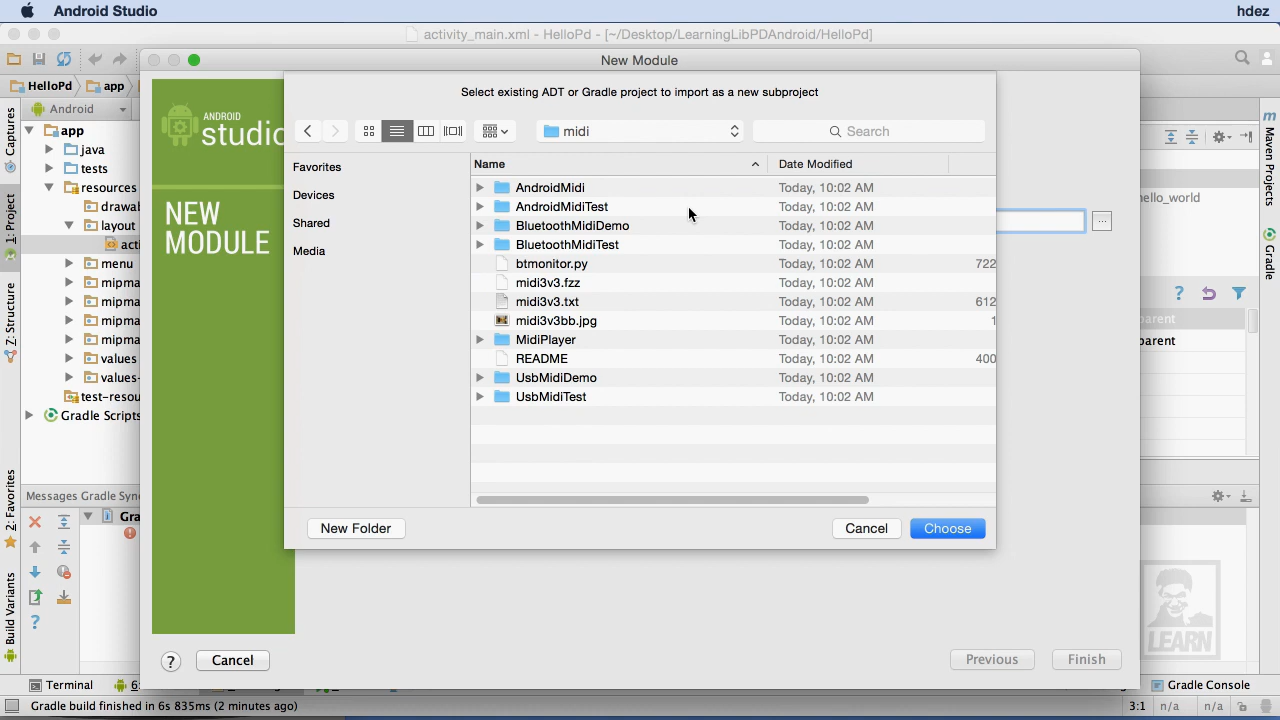 Android Studio
hdez
activity_main.xml - HelloPd - [~/Desktop/LearningLibPDAndroid/HelloPd]
New Module
HelloPd
app
Select existing ADT or Gradle project to import as a new subproject
Android
ANDROID
studio
midi
Search
Captures
Maven Projects
app
Favorites
Name
Date Modified
java
tests
Devices
AndroidMidi
Today, 10:02 AM
resources
AndroidMidiTest
Today, 10:02 AM
ello_world
1: Project
drawa
NEW
MODULE
Shared
BluetoothMidiDemo
Today, 10:02 AM
...
layout
acti
Media
BluetoothMidiTest
Today, 10:02 AM
Gradle
menu
btmonitor.py
Today, 10:02 AM
722
mipma
midi3v3.fzz
Today, 10:02 AM
mipma
midi3v3.txt
Today, 10:02 AM
612
Z: Structure
mipma
midi3v3bb.jpg
Today, 10:02 AM
1
arent
mipma
MidiPlayer
Today, 10:02 AM
arent
values
README
Today, 10:02 AM
400
values-
UsbMidiDemo
Today, 10:02 AM
test-resou
UsbMidiTest
Today, 10:02 AM
Gradle Scripts
2: Favorites
Messages Gradle Syn
Gra
New Folder
Cancel
Choose
Build Variants
LEARN
?
Cancel
Previous
Finish
Terminal
6:
Gradle Console
Gradle build finished in 6s 835ms (2 minutes ago)
3:1
n/a
n/a